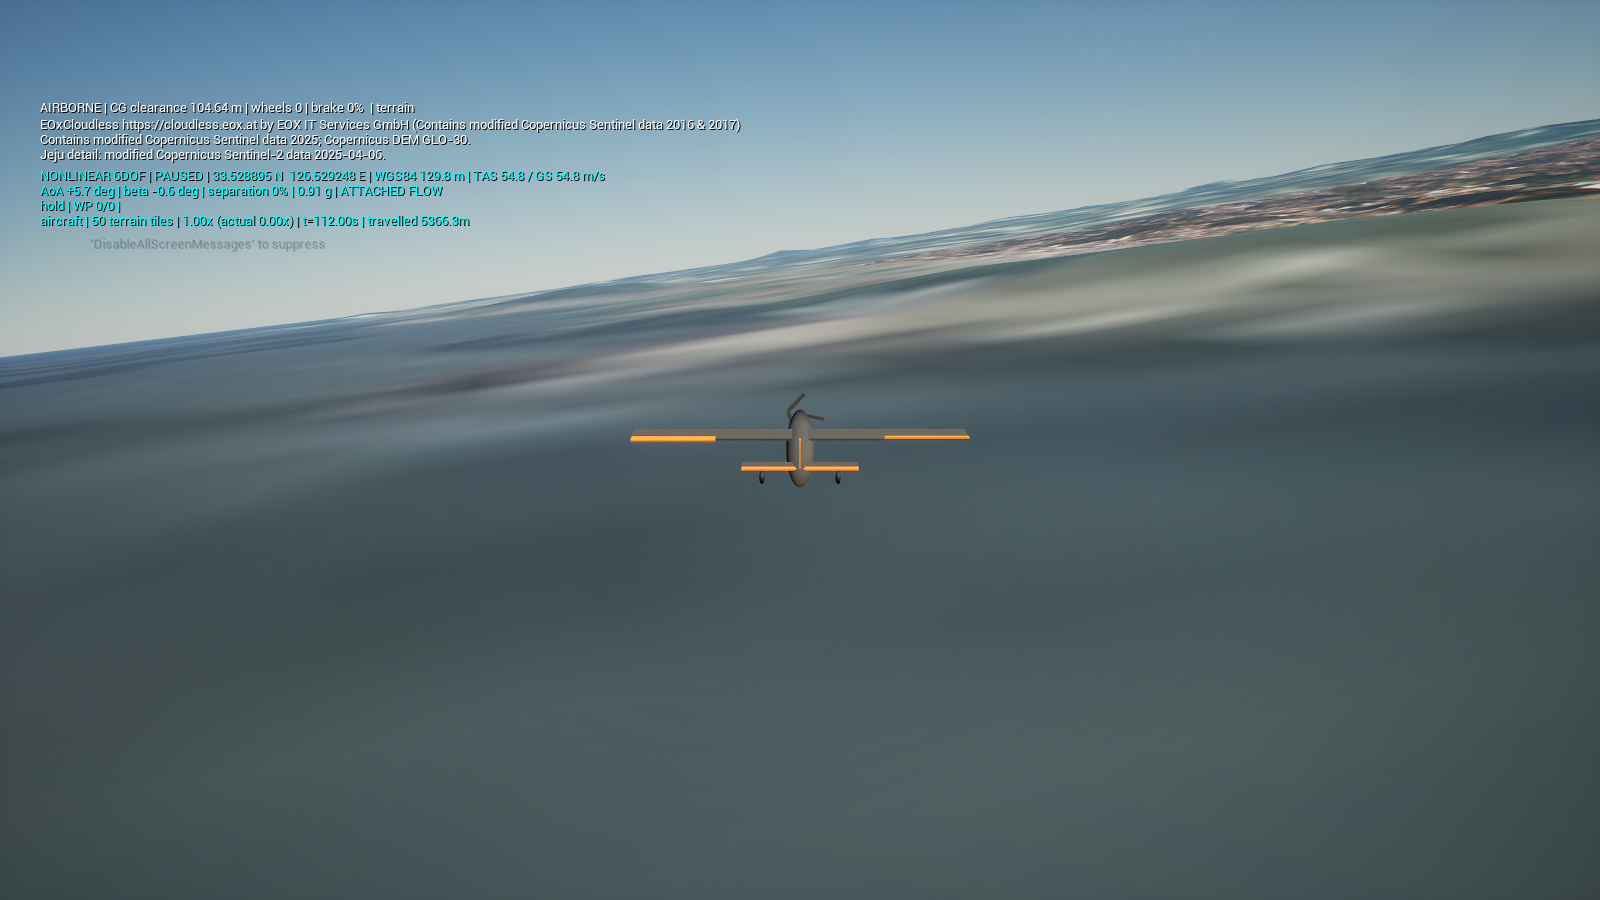 AIRBORNE | CG clearance 104.64 m | wheels 0 | brake 0% | terrain
EOxCloudless https://cloudless.eox.at by EOX IT Services GmbH (Contains modified Copernicus Sentinel data 2016 & 2017)
Contains modified Copernicus Sentinel data 2025; Copernicus DEM GLO-30.
Jeju detail: modified Copernicus Sentinel-2 data 2025-04-06.
NONLINEAR 6DOF | PAUSED | 33.528895 N 126.529248 E | WGS84 129.8 m | TAS 54.8 / GS 54.8 m/s
AoA +5.7 deg | beta -0.6 deg | separation 0% | 0.91 g | ATTACHED FLOW
hold | WP 0/0 |
aircraft | 50 terrain tiles | 1.00x (actual 0.00x) | t=112.00s | travelled 5366.3m
'DisableAllScreenMessages' to suppress